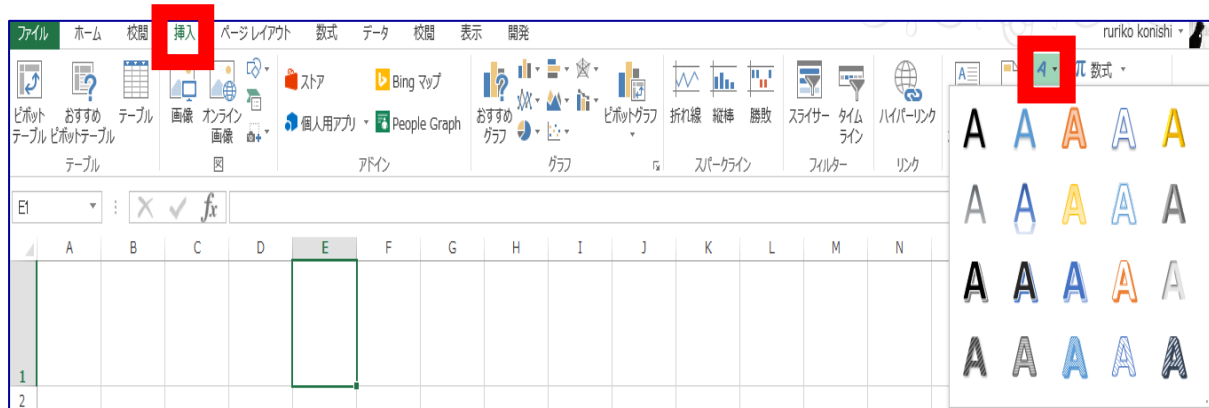 ファイル ホーム 校閲 挿入 ページ レイアウト 数式 データ 校閲 表示 開発 ruriko konishi
ピボット
テーブル
おすすめ
ピボットテーブル
テーブル
画像
オンライン
画像
ストア
個人用アプリ
Bing マップ
People Graph
おすすめ
グラフ
ピボットグラフ
折れ線
縦棒
勝敗
スライサー
タイム
ライン
ハイパーリンク
A
π 数式
テーブル 図 アドイン グラフ スパークライン フィルター リンク
A A A A A
A A A A A
A A A A A
A A A A A
E1 fx
A B C D E F G H I J K L M N
1
2